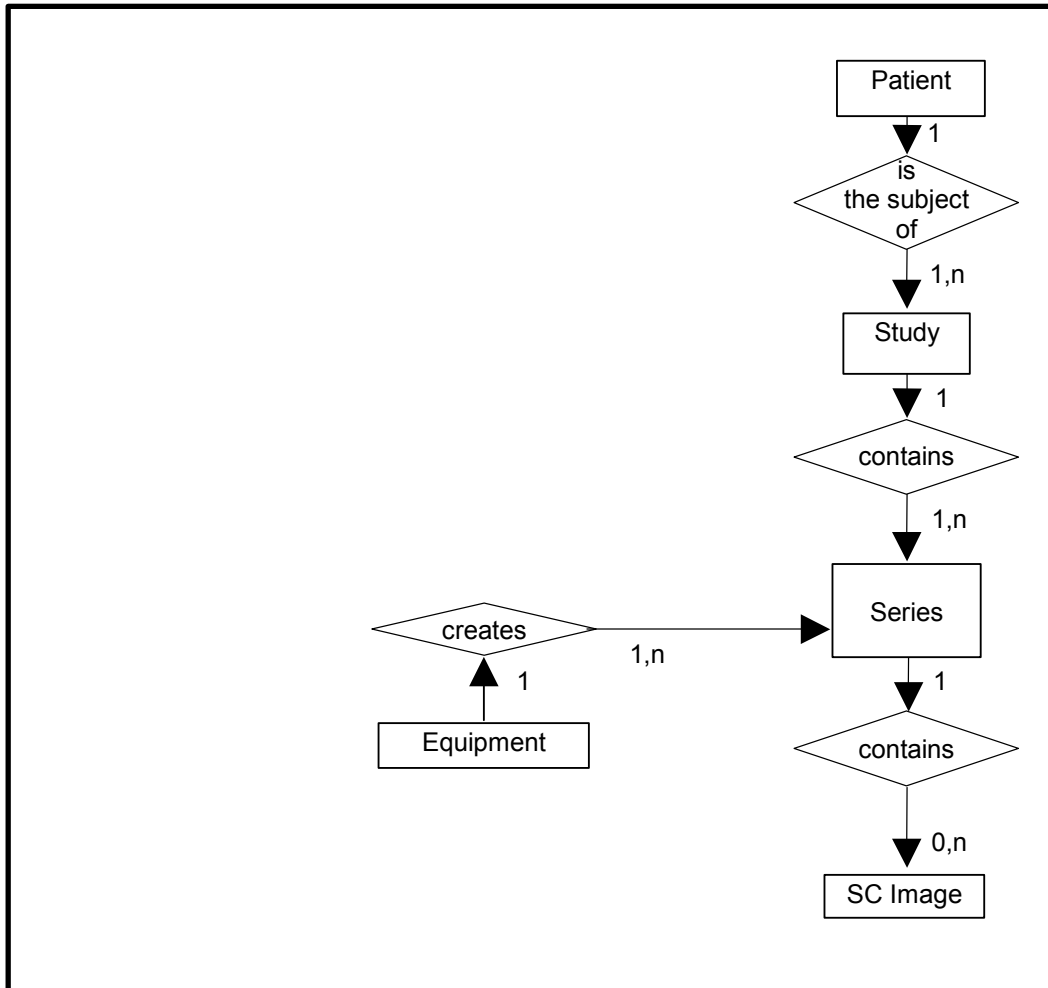 Patient
1
is
the subject
of
1,n
Study
1
contains
1,n
Series
creates
1,n
1
1
Equipment
contains
0,n
SC Image